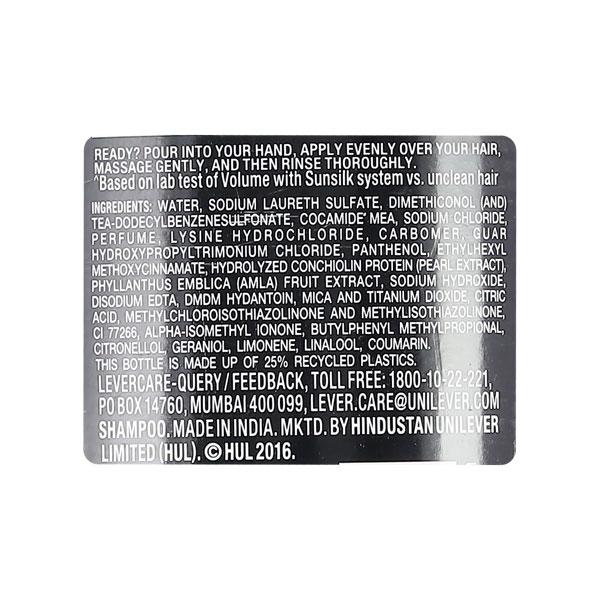 READY? POUR INTO YOUR HAND, APPLY EVENLY OVER YOUR HAIR,
MASSAGE GENTLY, AND THEN RINSE THOROUGHLY.
^Based on lab test of Volume with Sunsilk system vs. unclean hair
INGREDIENTS: WATER, SODIUM LAURETH SULFATE, DIMETHICONOL (AND)
TEA-DODECYLBENZENESULFONATE, COCAMIDE MEA, SODIUM CHLORIDE,
PERFUME, LYSINE HYDROCHLORIDE, CARBOMER, GUAR
HYDROXYPROPYLTRIMONIUM CHLORIDE, PANTHENOL, ETHYLHEXYL
METHOXYCINNAMATE, HYDROLYZED CONCHIOLIN PROTEIN (PEARL EXTRACT),
PHYLLANTHUS EMBLICA (AMLA) FRUIT EXTRACT, SODIUM HYDROXIDE,
DISODIUM EDTA, DMDM HYDANTOIN, MICA AND TITANIUM DIOXIDE, CITRIC
ACID, METHYLCHLOROISOTHIAZOLINONE AND METHYLISOTHIAZOLINONE,
CI 77266, ALPHA-ISOMETHYL IONONE, BUTYLPHENYL METHYLPROPIONAL,
CITRONELLOL, GERANIOL, LIMONENE, LINALOOL, COUMARIN.
THIS BOTTLE IS MADE UP OF 25% RECYCLED PLASTICS.
LEVERCARE-QUERY / FEEDBACK, TOLL FREE: 1800-10-22-221,
PO BOX 14760, MUMBAI 400 099, LEVER.CARE@UNILEVER.COM
SHAMPOO. MADE IN INDIA. MKTD. BY HINDUSTAN UNILEVER
LIMITED (HUL). © HUL 2016.